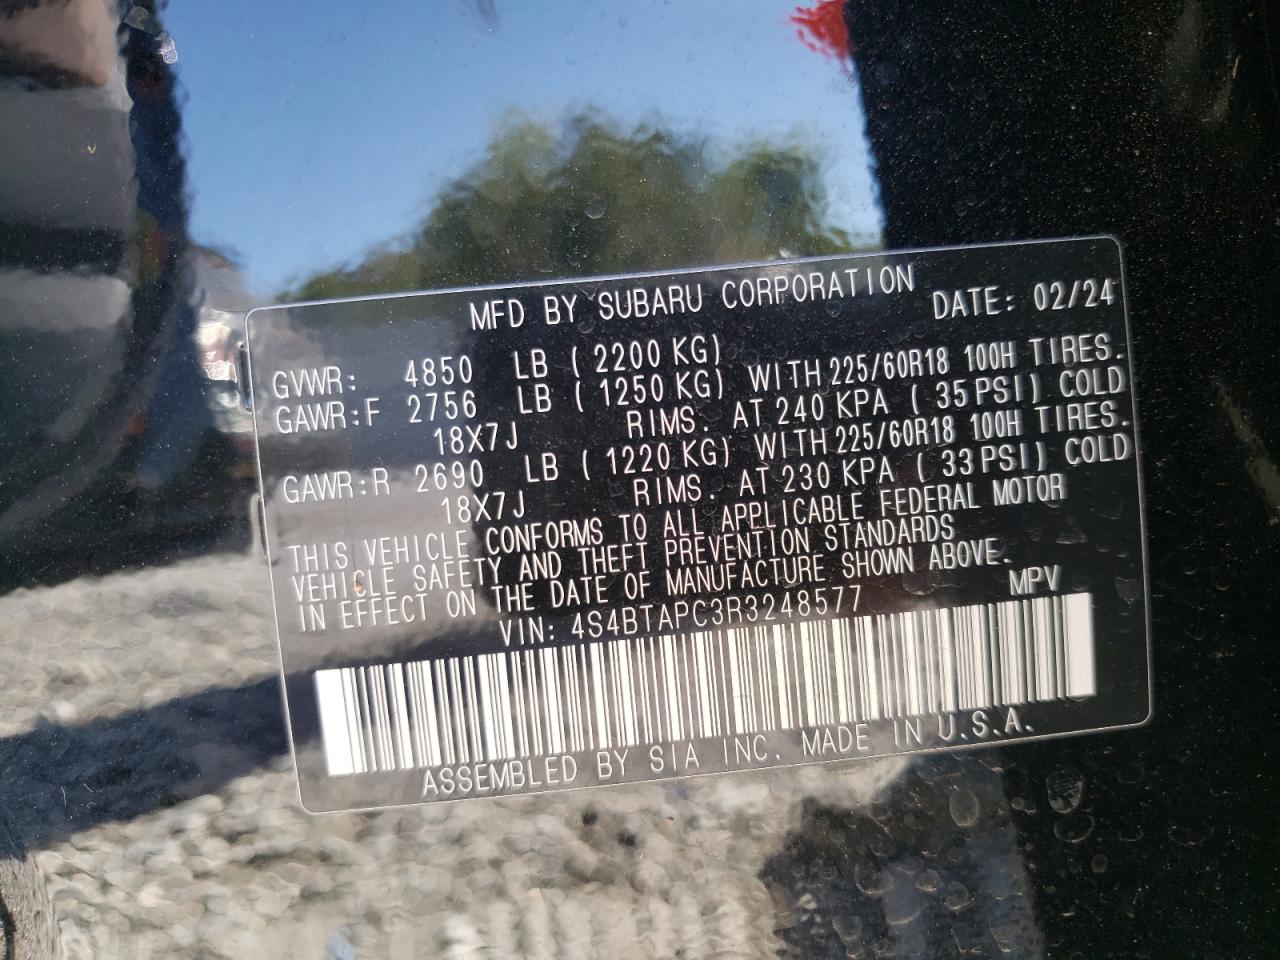 MFD BY SUBARU CORPORATION DATE: 02/24
GVWR: 4850 LB ( 2200 KG)
GAWR:F 2756 LB ( 1250 KG) WITH 225/60R18 100H TIRES.
18X7J RIMS. AT 240 KPA ( 35 PSI) COLD
GAWR:R 2690 LB ( 1220 KG) WITH 225/60R18 100H TIRES.
18X7J RIMS. AT 230 KPA ( 33 PSI) COLD
THIS VEHICLE CONFORMS TO ALL APPLICABLE FEDERAL MOTOR
VEHICLE SAFETY AND THEFT PREVENTION STANDARDS
IN EFFECT ON THE DATE OF MANUFACTURE SHOWN ABOVE.
VIN: 4S4BTAPC3R3248577 MPV
ASSEMBLED BY SIA INC. MADE IN U.S.A.